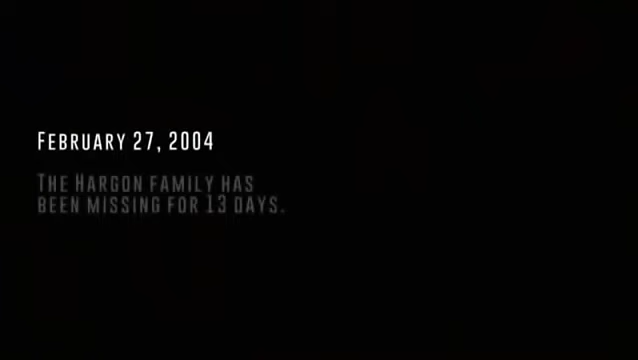 February 27, 2004
The Hargon family has
been missing for 13 days.